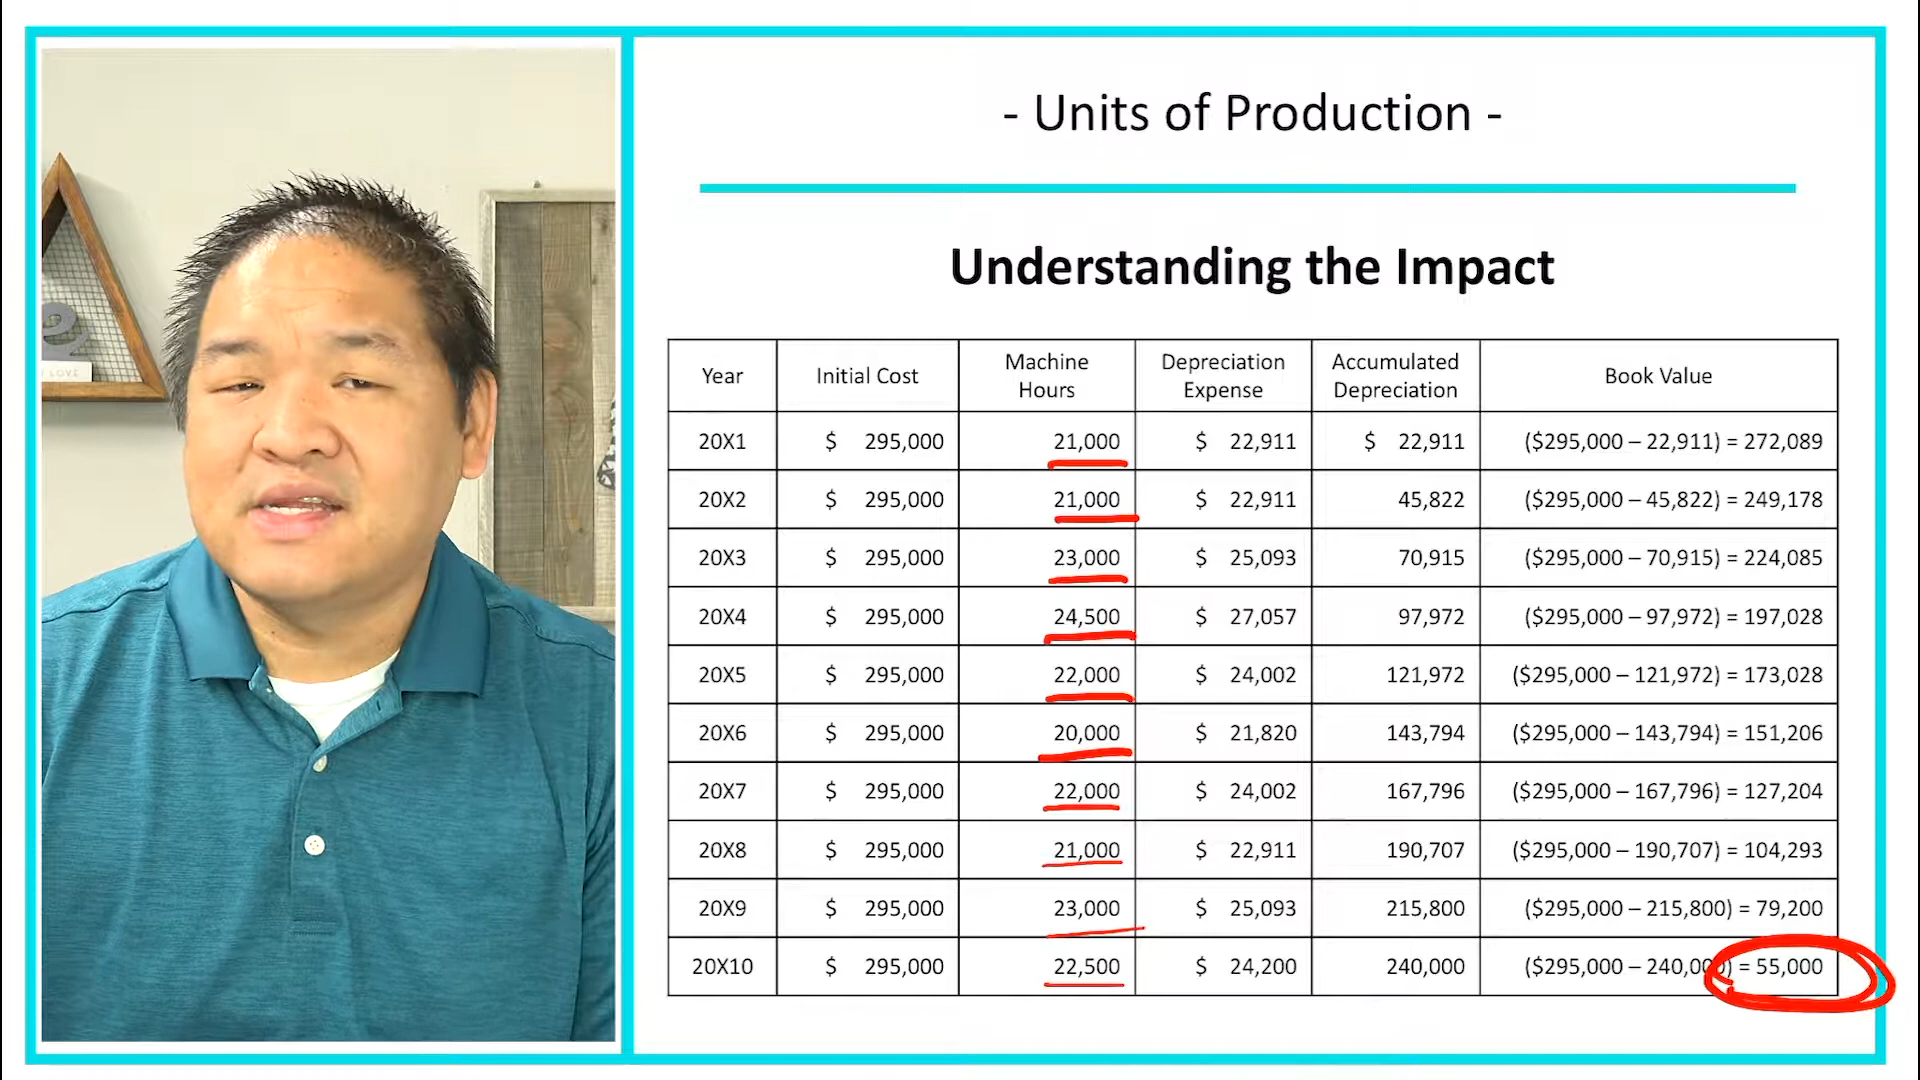 - Units of Production -
Understanding the Impact
Year Initial Cost Machine Hours Depreciation Expense Accumulated Depreciation Book Value
20X1 $ 295,000 21,000 $ 22,911 $ 22,911 ($295,000 – 22,911) = 272,089
20X2 $ 295,000 21,000 $ 22,911 45,822 ($295,000 – 45,822) = 249,178
20X3 $ 295,000 23,000 $ 25,093 70,915 ($295,000 – 70,915) = 224,085
20X4 $ 295,000 24,500 $ 27,057 97,972 ($295,000 – 97,972) = 197,028
20X5 $ 295,000 22,000 $ 24,002 121,972 ($295,000 – 121,972) = 173,028
20X6 $ 295,000 20,000 $ 21,820 143,794 ($295,000 – 143,794) = 151,206
20X7 $ 295,000 22,000 $ 24,002 167,796 ($295,000 – 167,796) = 127,204
20X8 $ 295,000 21,000 $ 22,911 190,707 ($295,000 – 190,707) = 104,293
20X9 $ 295,000 23,000 $ 25,093 215,800 ($295,000 – 215,800) = 79,200
20X10 $ 295,000 22,500 $ 24,200 240,000 ($295,000 – 240,000) = 55,000